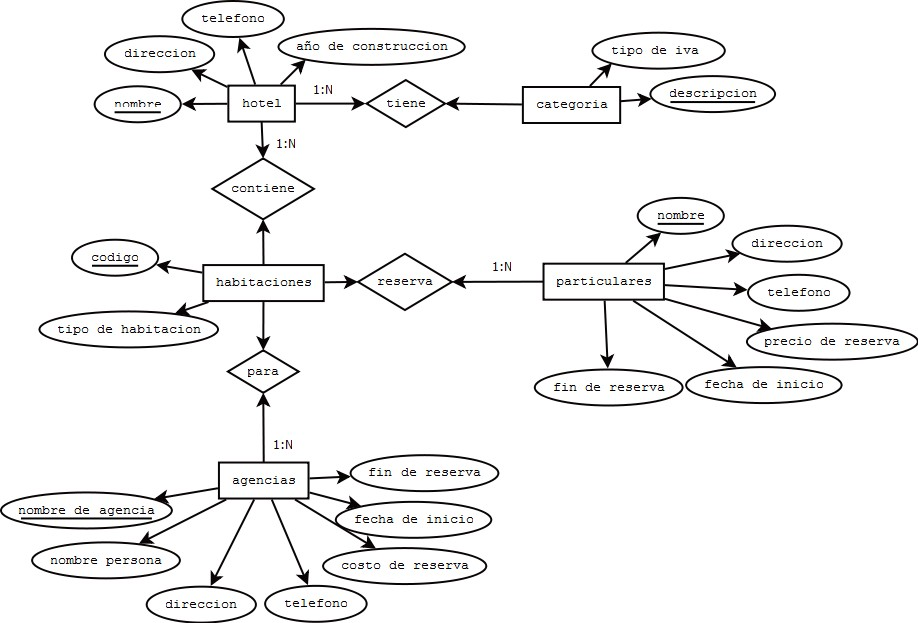 telefono
año de construccion
direccion
tipo de iva
1:N
nombre
hotel
tiene
categoria
descripcion
1:N
contiene
nombre
codigo
direccion
1:N
habitaciones
reserva
particulares
telefono
tipo de habitacion
precio de reserva
para
fin de reserva
fecha de inicio
1:N
agencias
fin de reserva
nombre de agencia
fecha de inicio
nombre persona
costo de reserva
direccion
telefono